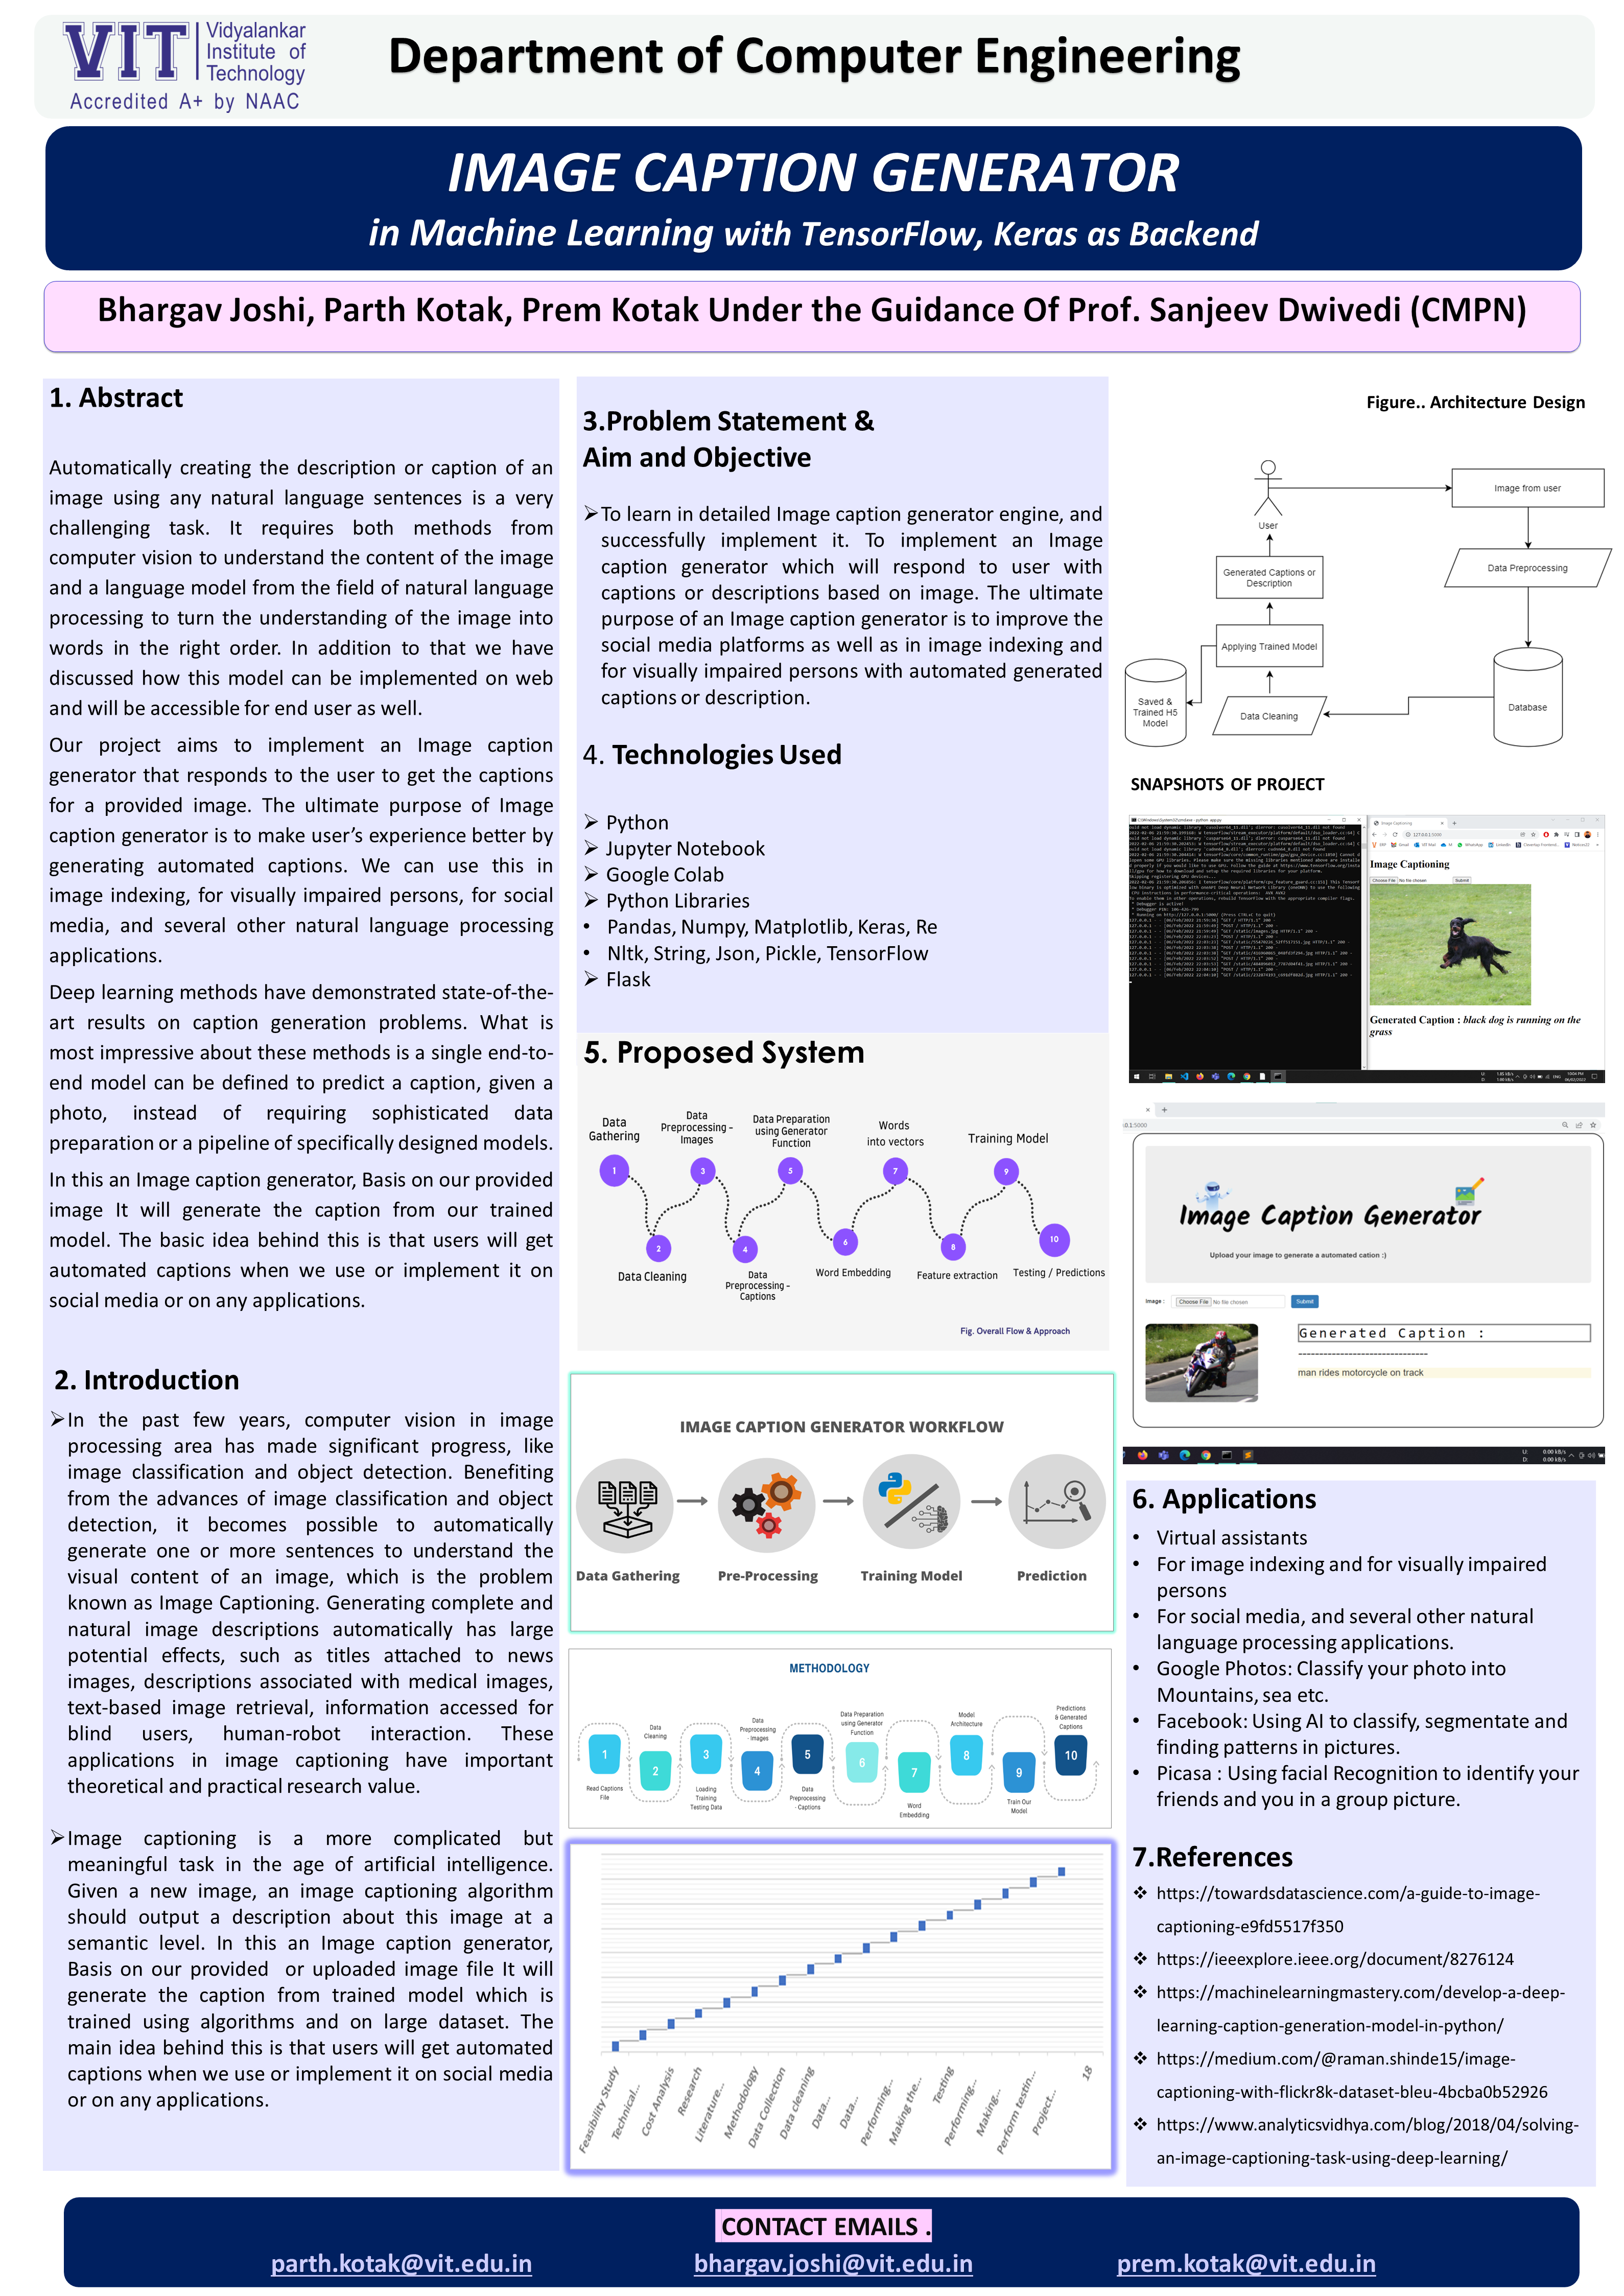 VIT
Vidyalankar
Institute of
Technology
Accredited A+ by NAAC
Department of Computer Engineering
IMAGE CAPTION GENERATOR
in Machine Learning with TensorFlow, Keras as Backend
Bhargav Joshi, Parth Kotak, Prem Kotak Under the Guidance Of Prof. Sanjeev Dwivedi (CMPN)
1. Abstract
Automatically creating the description or caption of an
image using any natural language sentences is a very
challenging task. It requires both methods from
computer vision to understand the content of the image
and a language model from the field of natural language
processing to turn the understanding of the image into
words in the right order. In addition to that we have
discussed how this model can be implemented on web
and will be accessible for end user as well.
Our project aims to implement an Image caption
generator that responds to the user to get the captions
for a provided image. The ultimate purpose of Image
caption generator is to make user’s experience better by
generating automated captions. We can use this in
image indexing, for visually impaired persons, for social
media, and several other natural language processing
applications.
Deep learning methods have demonstrated state-of-the-
art results on caption generation problems. What is
most impressive about these methods is a single end-to-
end model can be defined to predict a caption, given a
photo, instead of requiring sophisticated data
preparation or a pipeline of specifically designed models.
In this an Image caption generator, Basis on our provided
image It will generate the caption from our trained
model. The basic idea behind this is that users will get
automated captions when we use or implement it on
social media or on any applications.
2. Introduction
➢In the past few years, computer vision in image
processing area has made significant progress, like
image classification and object detection. Benefiting
from the advances of image classification and object
detection, it becomes possible to automatically
generate one or more sentences to understand the
visual content of an image, which is the problem
known as Image Captioning. Generating complete and
natural image descriptions automatically has large
potential effects, such as titles attached to news
images, descriptions associated with medical images,
text-based image retrieval, information accessed for
blind users, human-robot interaction. These
applications in image captioning have important
theoretical and practical research value.
➢Image captioning is a more complicated but
meaningful task in the age of artificial intelligence.
Given a new image, an image captioning algorithm
should output a description about this image at a
semantic level. In this an Image caption generator,
Basis on our provided or uploaded image file It will
generate the caption from trained model which is
trained using algorithms and on large dataset. The
main idea behind this is that users will get automated
captions when we use or implement it on social media
or on any applications.
3.Problem Statement &
Aim and Objective
➢To learn in detailed Image caption generator engine, and
successfully implement it. To implement an Image
caption generator which will respond to user with
captions or descriptions based on image. The ultimate
purpose of an Image caption generator is to improve the
social media platforms as well as in image indexing and
for visually impaired persons with automated generated
captions or description.
4. Technologies Used
➢ Python
➢ Jupyter Notebook
➢ Google Colab
➢ Python Libraries
• Pandas, Numpy, Matplotlib, Keras, Re
• Nltk, String, Json, Pickle, TensorFlow
➢ Flask
5. Proposed System
Data
Gathering
Data
Preprocessing -
Images
Data Preparation
using Generator
Function
Words
into vectors
Training Model
1
3
5
7
9
2
4
6
8
10
Data Cleaning
Data
Preprocessing -
Captions
Word Embedding
Feature extraction
Testing / Predictions
Fig. Overall Flow & Approach
IMAGE CAPTION GENERATOR WORKFLOW
Data Gathering
Pre-Processing
Training Model
Prediction
METHODOLOGY
1
Read Captions
File
Data
Cleaning
2
3
Loading
Training
Testing Data
Data
Preprocessing
- Images
4
5
Data
Preprocessing
- Captions
Data Preparation
using Generator
Function
6
7
Word
Embedding
Model
Architecture
8
9
Train Our
Model
Predictions
& Generated
Captions
10
Feasibility Study
Technical...
Cost Analysis
Research
Literature...
Methodology
Data Collection
Data cleaning
Data...
Data...
Performing...
Making the...
Testing
Performing...
Making...
Perform testin...
Project...
18
Figure.. Architecture Design
User
Image from user
Generated Captions or
Description
Data Preprocessing
Applying Trained Model
Saved &
Trained H5
Model
Data Cleaning
Database
SNAPSHOTS OF PROJECT
Image Captioning
127.0.0.1:5000
Image Captioning
Choose File No file chosen
Submit
Generated Caption : black dog is running on the
grass
0.1:5000
Image Caption Generator
Upload your image to generate a automated cation :)
Image :
Choose File No file chosen
Submit
Generated Caption :
-------------------------------
man rides motorcycle on track
U: 0.00 kB/s
D: 0.00 kB/s
6. Applications
• Virtual assistants
• For image indexing and for visually impaired
persons
• For social media, and several other natural
language processing applications.
• Google Photos: Classify your photo into
Mountains, sea etc.
• Facebook: Using AI to classify, segmentate and
finding patterns in pictures.
• Picasa : Using facial Recognition to identify your
friends and you in a group picture.
7.References
❖ https://towardsdatascience.com/a-guide-to-image-
captioning-e9fd5517f350
❖ https://ieeexplore.ieee.org/document/8276124
❖ https://machinelearningmastery.com/develop-a-deep-
learning-caption-generation-model-in-python/
❖ https://medium.com/@raman.shinde15/image-
captioning-with-flickr8k-dataset-bleu-4bcba0b52926
❖ https://www.analyticsvidhya.com/blog/2018/04/solving-
an-image-captioning-task-using-deep-learning/
CONTACT EMAILS .
parth.kotak@vit.edu.in
bhargav.joshi@vit.edu.in
prem.kotak@vit.edu.in